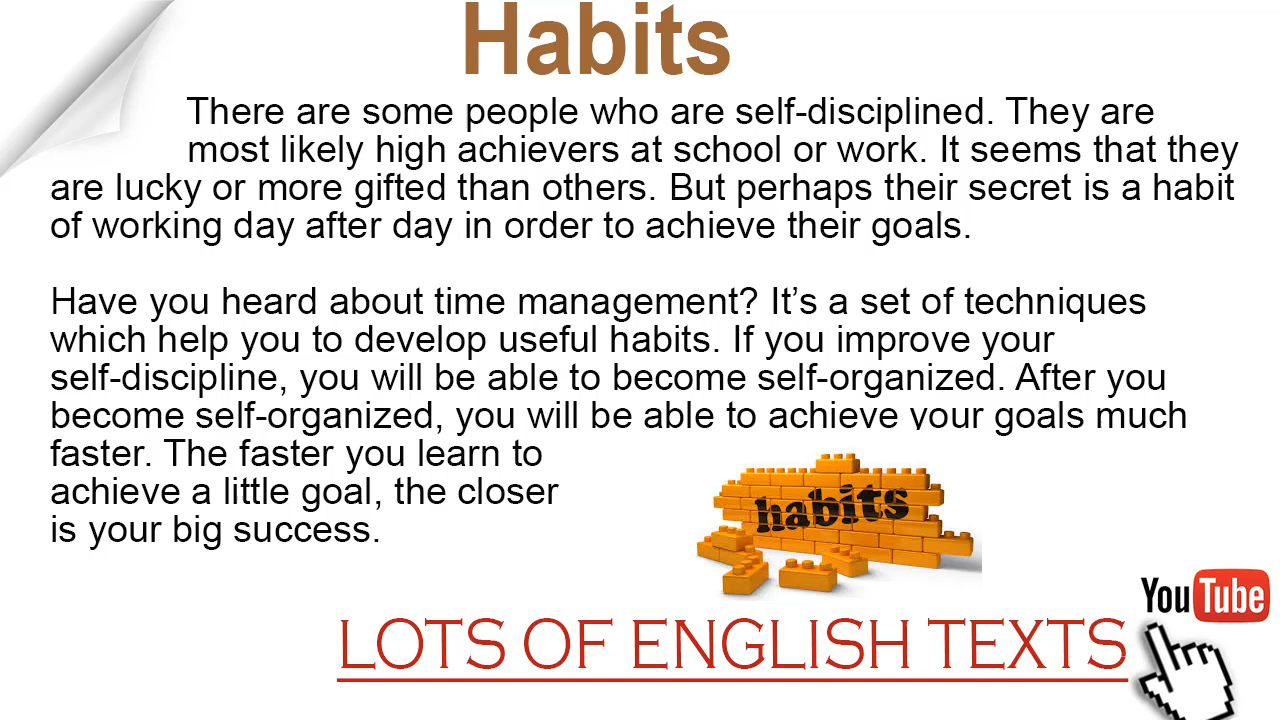 Habits
There are some people who are self-disciplined. They are
most likely high achievers at school or work. It seems that they
are lucky or more gifted than others. But perhaps their secret is a habit
of working day after day in order to achieve their goals.
Have you heard about time management? It’s a set of techniques
which help you to develop useful habits. If you improve your
self-discipline, you will be able to become self-organized. After you
become self-organized, you will be able to achieve your goals much
faster. The faster you learn to
achieve a little goal, the closer
is your big success.
habits
YouTube
LOTS OF ENGLISH TEXTS